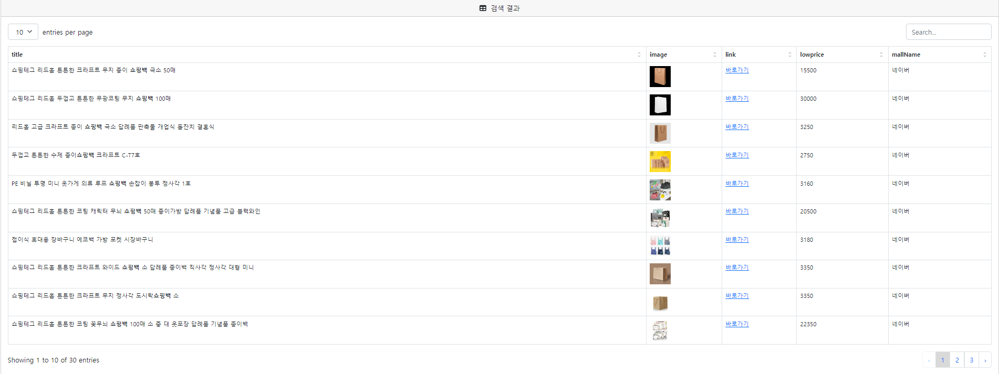 검색 결과
10 entries per page
Search...
title image link lowprice mallName
쇼핑테그 리드홈 튼튼한 크라프트 무지 종이 쇼핑백 극소 50매 바로가기 15500 네이버
쇼핑테그 리드홈 두껍고 튼튼한 무광코팅 무지 쇼핑백 100매 바로가기 30000 네이버
리드홈 고급 크라프트 종이 쇼핑백 극소 답례품 판촉물 개업식 돌잔치 결혼식 바로가기 3250 네이버
두껍고 튼튼한 수제 종이쇼핑백 크라프트 C-T7호 바로가기 2750 네이버
PE 비닐 투명 미니 옷가게 의류 루프 쇼핑백 손잡이 봉투 정사각 1호 바로가기 3160 네이버
쇼핑테그 리드홈 튼튼한 코팅 캐릭터 무늬 쇼핑백 50매 종이가방 답례품 기념품 고급 블랙와인 바로가기 20500 네이버
접이식 휴대용 장바구니 에코백 가방 포켓 시장바구니 바로가기 3180 네이버
쇼핑테그 리드홈 튼튼한 크라프트 와이드 쇼핑백 소 답례품 종이백 직사각 정사각 대형 미니 바로가기 3350 네이버
쇼핑테그 리드홈 튼튼한 크라프트 무지 정사각 도시락쇼핑백 소 바로가기 3350 네이버
쇼핑테그 리드홈 튼튼한 코팅 꽃무늬 쇼핑백 100매 소 중 대 옷포장 답례품 기념품 종이백 바로가기 22350 네이버
Showing 1 to 10 of 30 entries
‹ 1 2 3 ›